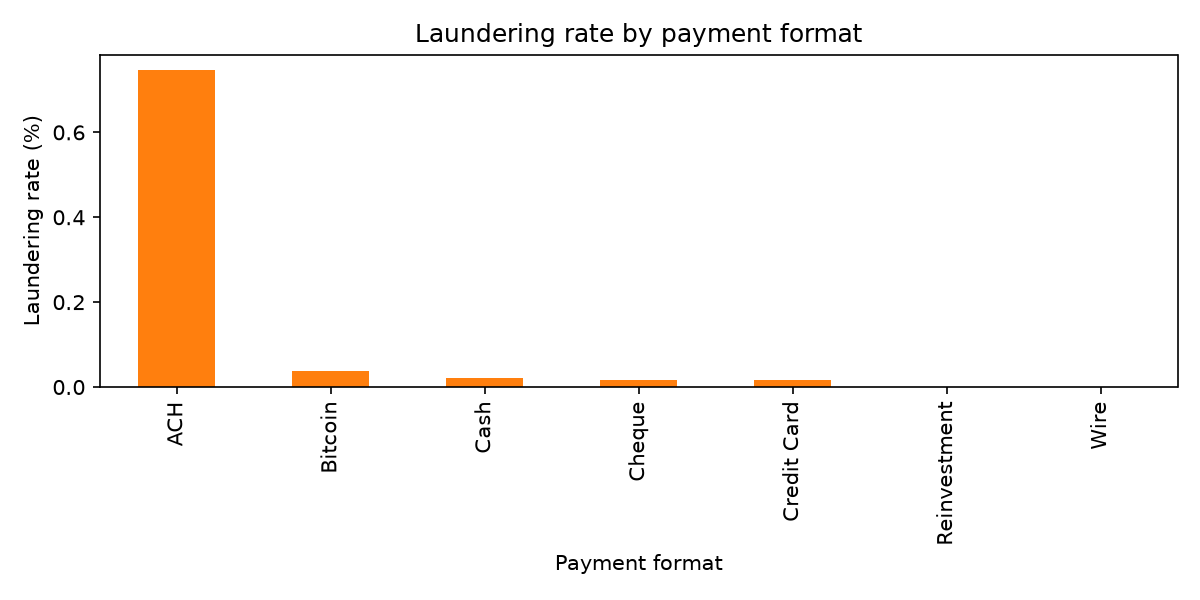 Laundering rate by payment format
Laundering rate (%)
0.6
0.4
0.2
0.0
ACH
Bitcoin
Cash
Cheque
Credit Card
Reinvestment
Wire
Payment format